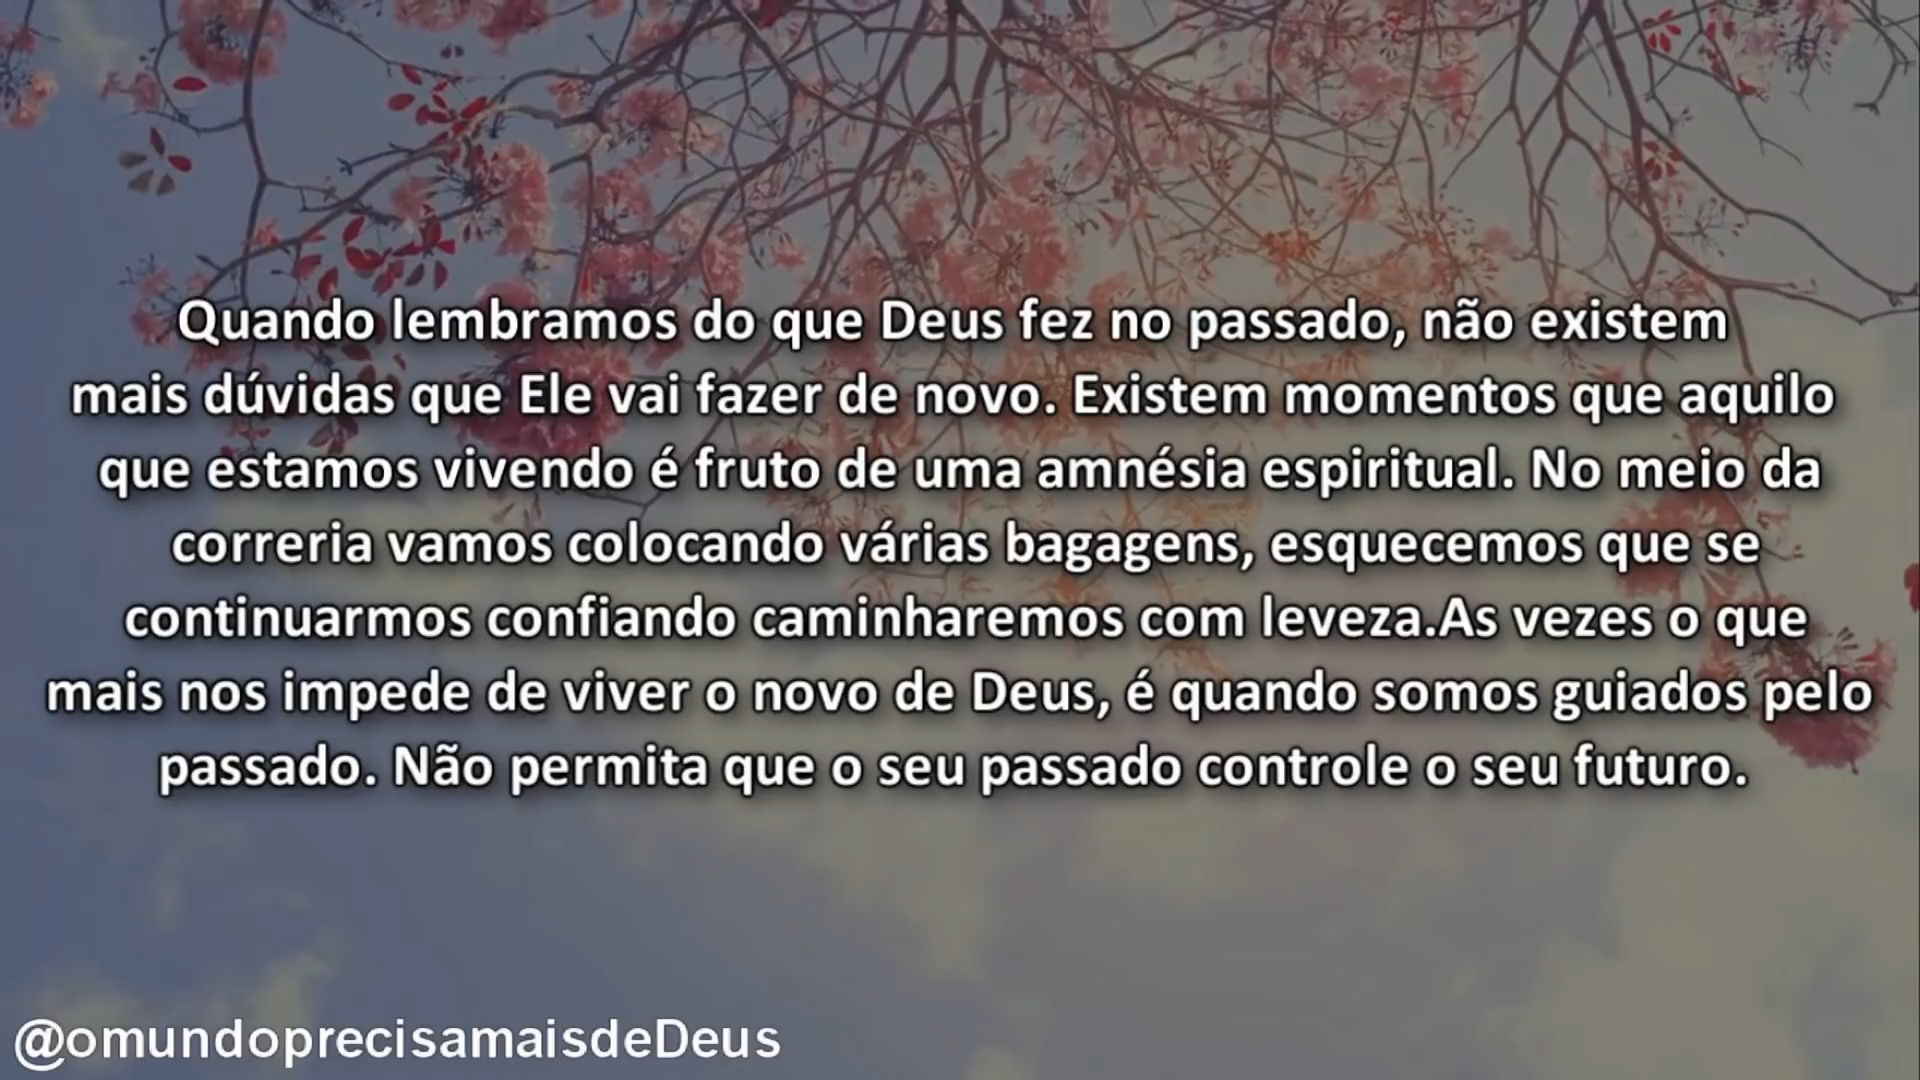 Quando lembramos do que Deus fez no passado, não existem
mais dúvidas que Ele vai fazer de novo. Existem momentos que aquilo
que estamos vivendo é fruto de uma amnésia espiritual. No meio da
correria vamos colocando várias bagagens, esquecemos que se
continuarmos confiando caminharemos com leveza.As vezes o que
mais nos impede de viver o novo de Deus, é quando somos guiados pelo
passado. Não permita que o seu passado controle o seu futuro.
@omundoprecisamaisdeDeus